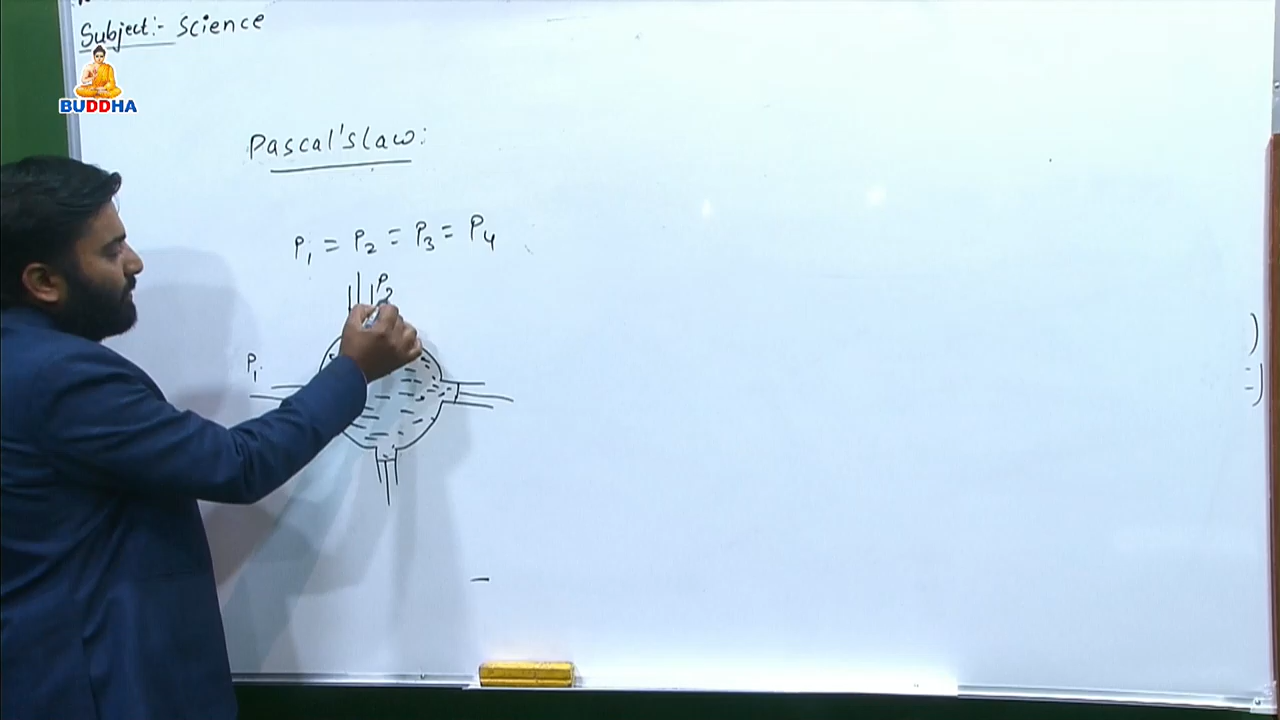 Subject:- Science
BUDDHA
Pascal's law:
P₁ = P₂ = P₃ = P₄
P₂
P₁